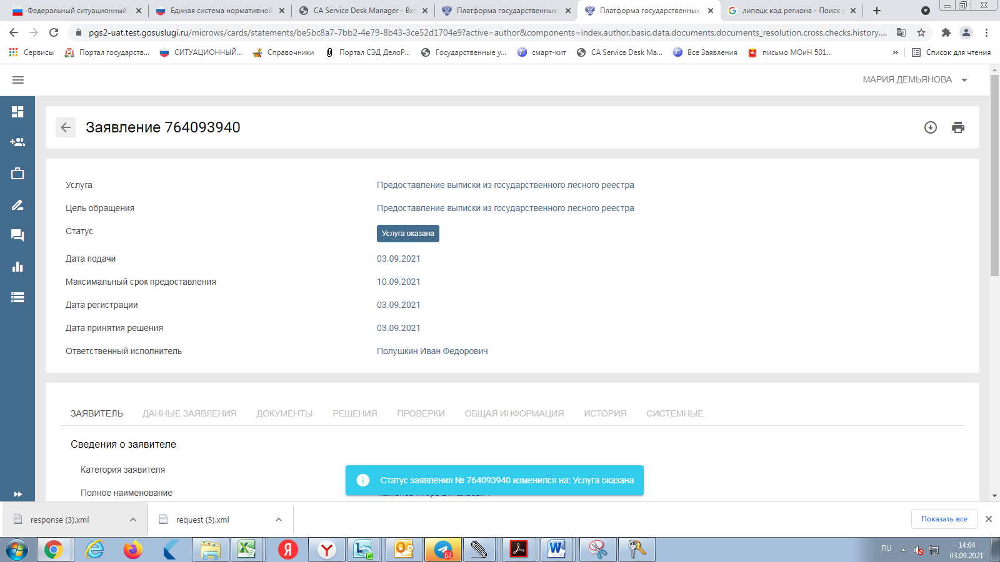 Федеральный ситуационный
Единая система нормативной
CA Service Desk Manager - Вхо
Платформа государственных
Платформа государственных
липецк код региона - Поиск в
pgs2-uat.test.gosuslugi.ru/microws/cards/statements/be5bc8a7-7bb2-4e79-8b43-3ce52d1704e9?active=author&components=index,author,basic,data,documents,documents_resolution,cross,checks,history,...
Сервисы
Портал государств...
СИТУАЦИОННЫЙ...
Справочники
Портал СЭД ДелоР...
Государственные у...
смарт-кит
CA Service Desk Ma...
Все Заявления
письмо МОиН 501...
»
Список для чтения
МАРИЯ ДЕМЬЯНОВА
Заявление 764093940
Услуга
Предоставление выписки из государственного лесного реестра
Цель обращения
Предоставление выписки из государственного лесного реестра
Статус
Услуга оказана
Дата подачи
03.09.2021
Максимальный срок предоставления
10.09.2021
Дата регистрации
03.09.2021
Дата принятия решения
03.09.2021
Ответственный исполнитель
Полушкин Иван Федорович
ЗАЯВИТЕЛЬ
ДАННЫЕ ЗАЯВЛЕНИЯ
ДОКУМЕНТЫ
РЕШЕНИЯ
ПРОВЕРКИ
ОБЩАЯ ИНФОРМАЦИЯ
ИСТОРИЯ
СИСТЕМНЫЕ
Сведения о заявителе
Категория заявителя
Статус заявления № 764093940 изменился на: Услуга оказана
Полное наименование
response (3).xml
request (5).xml
Показать все
62
RU
14:04
03.09.2021